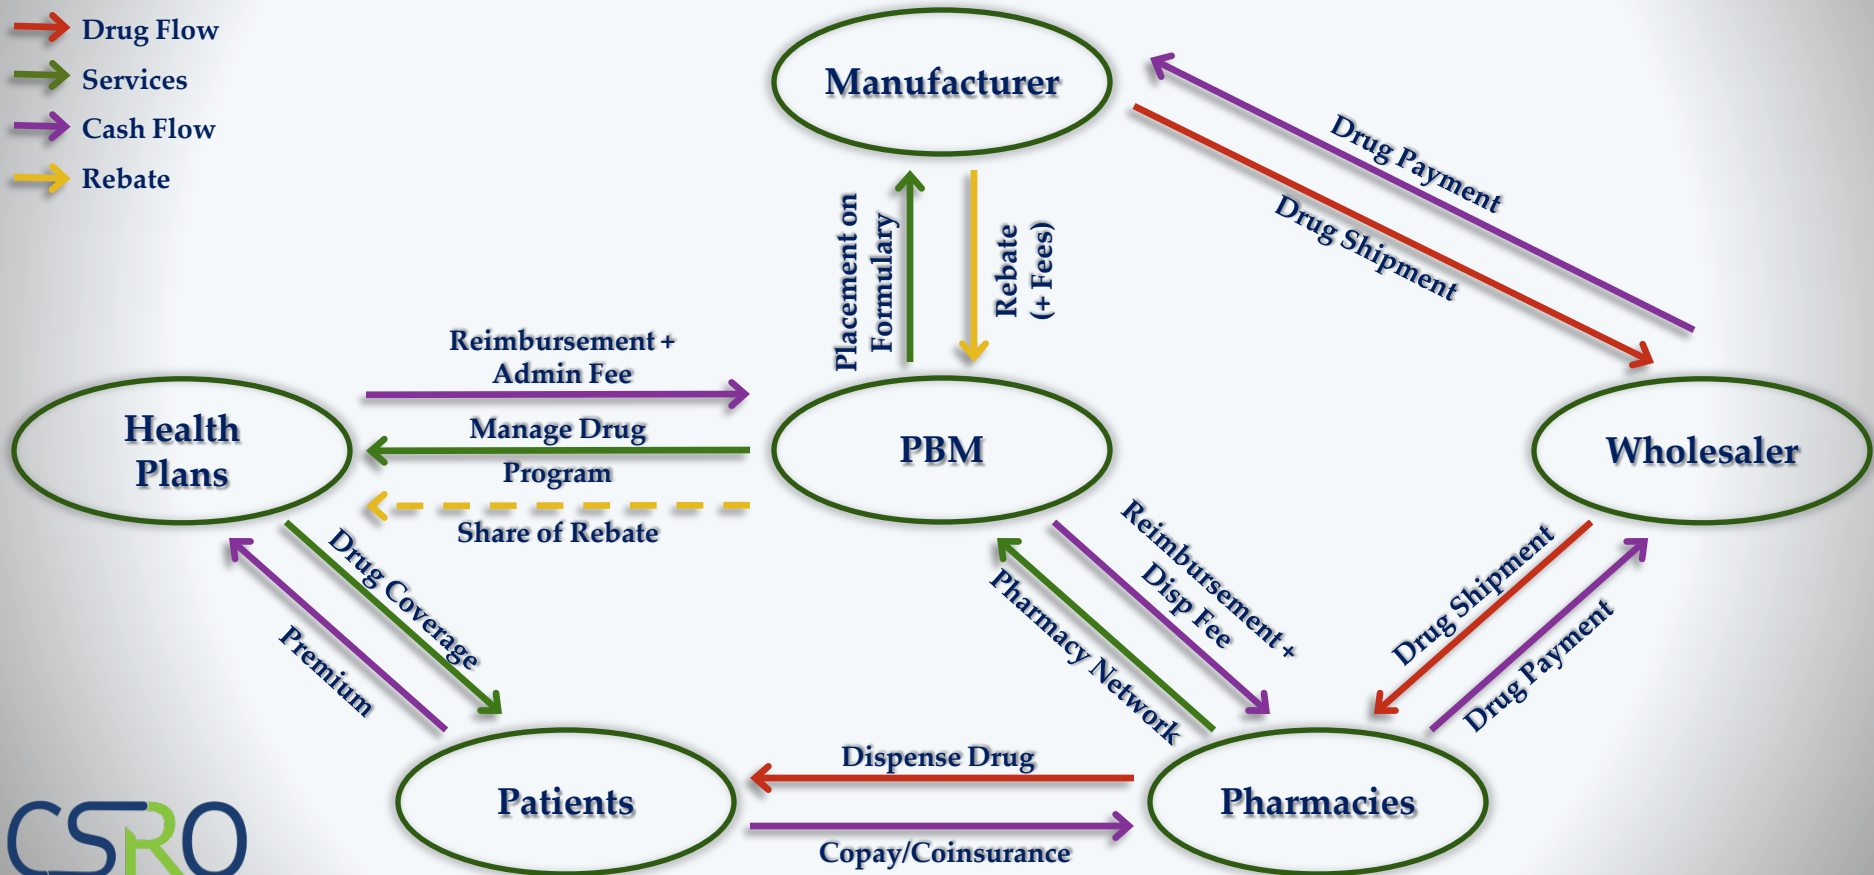 Drug Flow
Services
Cash Flow
Rebate
Manufacturer
Drug Payment
Drug Shipment
Placement on
Formulary
Rebate
(+ Fees)
Reimbursement +
Admin Fee
Health
Plans
Manage Drug
Program
Share of Rebate
PBM
Wholesaler
Drug Coverage
Premium
Reimbursement +
Disp Fee
Pharmacy Network
Drug Shipment
Drug Payment
Patients
Dispense Drug
Copay/Coinsurance
Pharmacies
CSRO